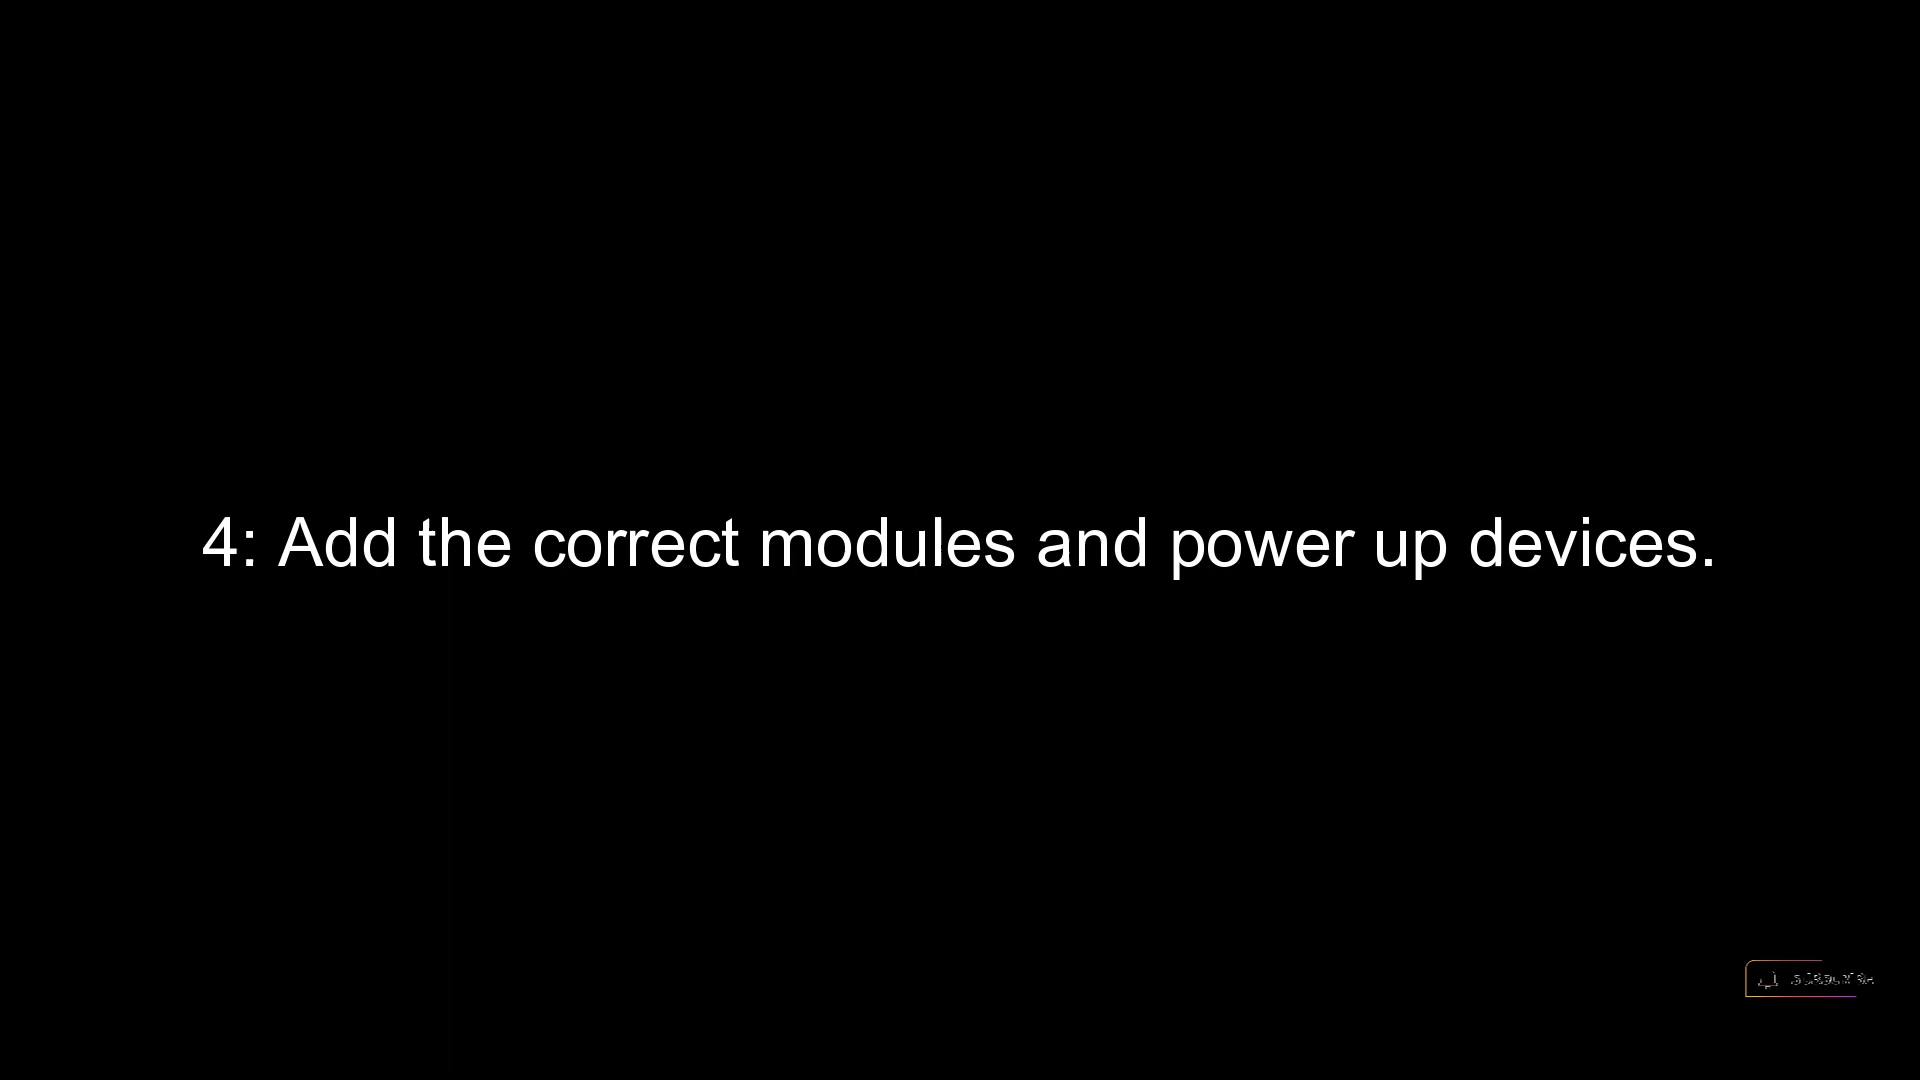 4: Add the correct modules and power up devices.